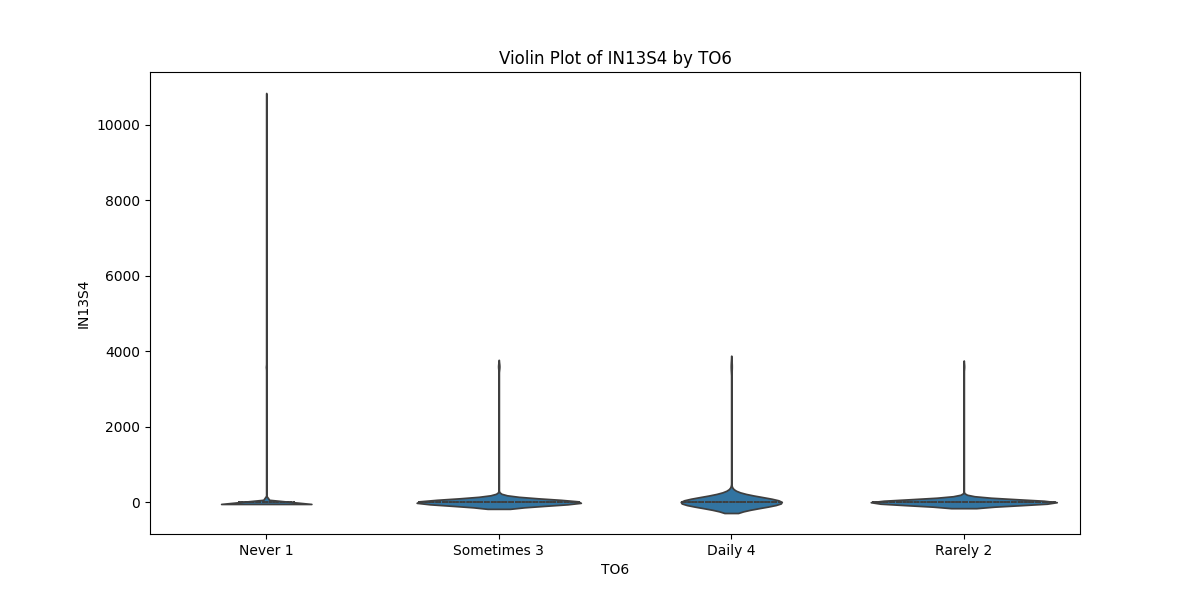 Violin Plot of IN13S4 by TO6
10000
8000
6000
4000
2000
0
IN13S4
Never 1
Sometimes 3
Daily 4
Rarely 2
TO6